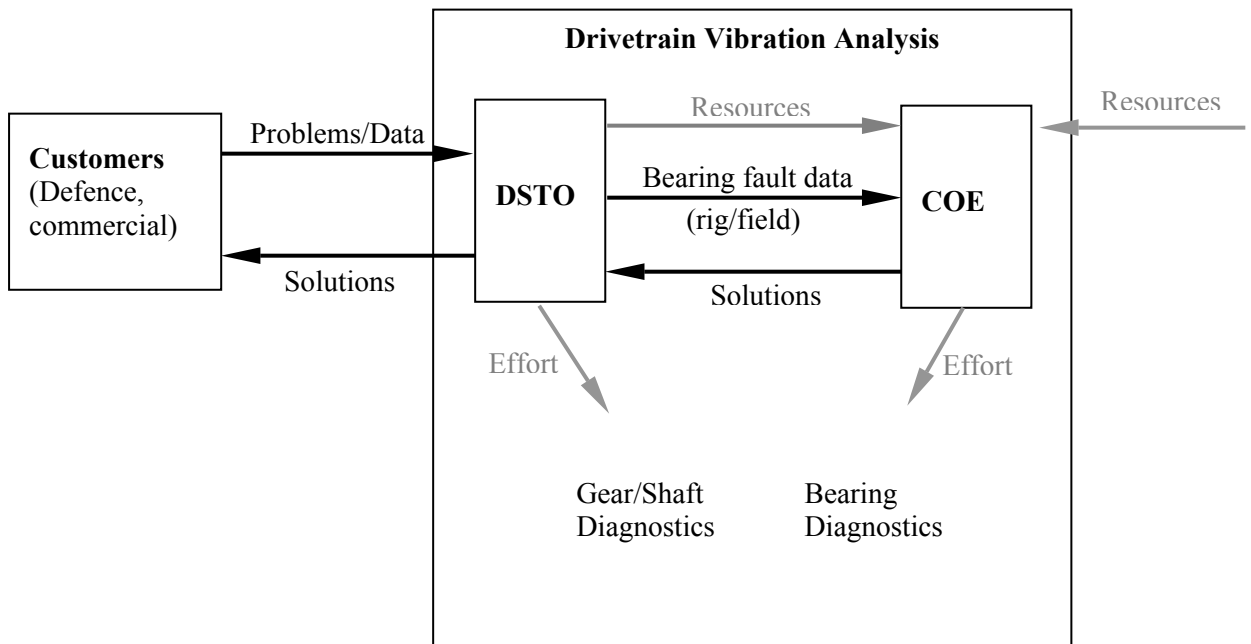 Drivetrain Vibration Analysis
Resources
Resources
Problems/Data
Customers
(Defence,
commercial)
DSTO
Bearing fault data
(rig/field)
COE
Solutions
Solutions
Effort
Effort
Gear/Shaft
Diagnostics
Bearing
Diagnostics